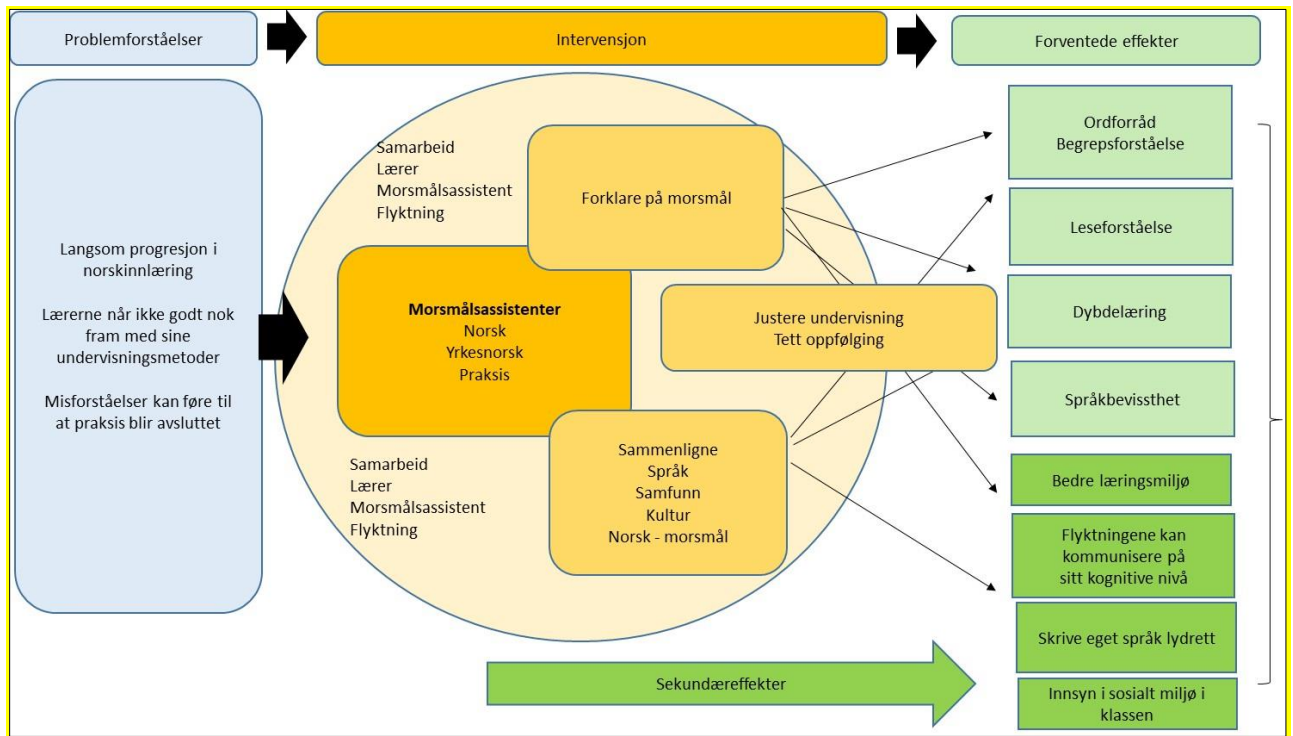 Problemforståelser
Intervensjon
Forventede effekter
Langsom progresjon i
norskinnlæring
Lærerne når ikke godt nok
fram med sine
undervisningsmetoder
Misforståelser kan føre til
at praksis blir avsluttet
Samarbeid
Lærer
Morsmålsassistent
Flyktning
Forklare på morsmål
Morsmålsassistenter
Norsk
Yrkesnorsk
Praksis
Justere undervisning
Tett oppfølging
Samarbeid
Lærer
Morsmålsassistent
Flyktning
Sammenligne
Språk
Samfunn
Kultur
Norsk - morsmål
Ordforråd
Begrepsforståelse
Leseforståelse
Dybdelæring
Språkbevissthet
Bedre læringsmiljø
Flyktningene kan
kommunisere på
sitt kognitive nivå
Skrive eget språk lydrett
Innsyn i sosialt miljø i
klassen
Sekundæreffekter